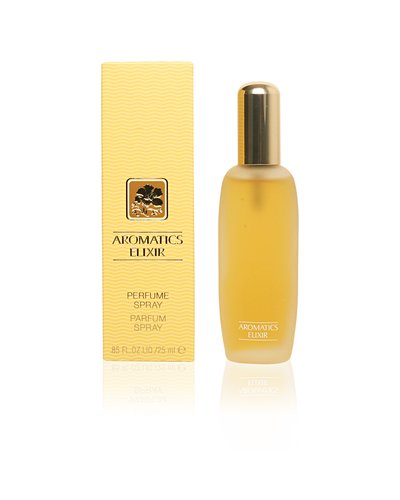 AROMATICS
ELIXIR
PERFUME
SPRAY
PARFUM
SPRAY
.85 FL.OZ.LIQ./25 ml ℮
AROMATICS
ELIXIR